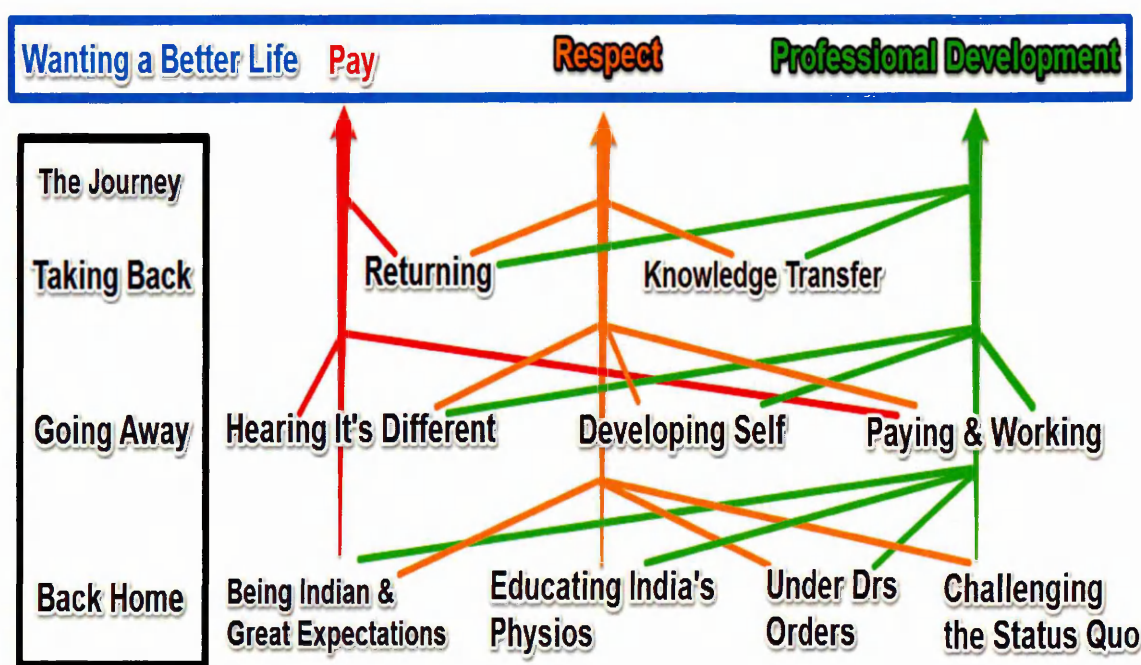 Wanting a Better Life Pay Respect Professional Development
The Journey
Taking Back Returning Knowledge Transfer
Going Away Hearing It's Different Developing Self Paying & Working
Back Home
Being Indian &
Great Expectations
Educating India's
Physios
Under Drs
Orders
Challenging
the Status Quo